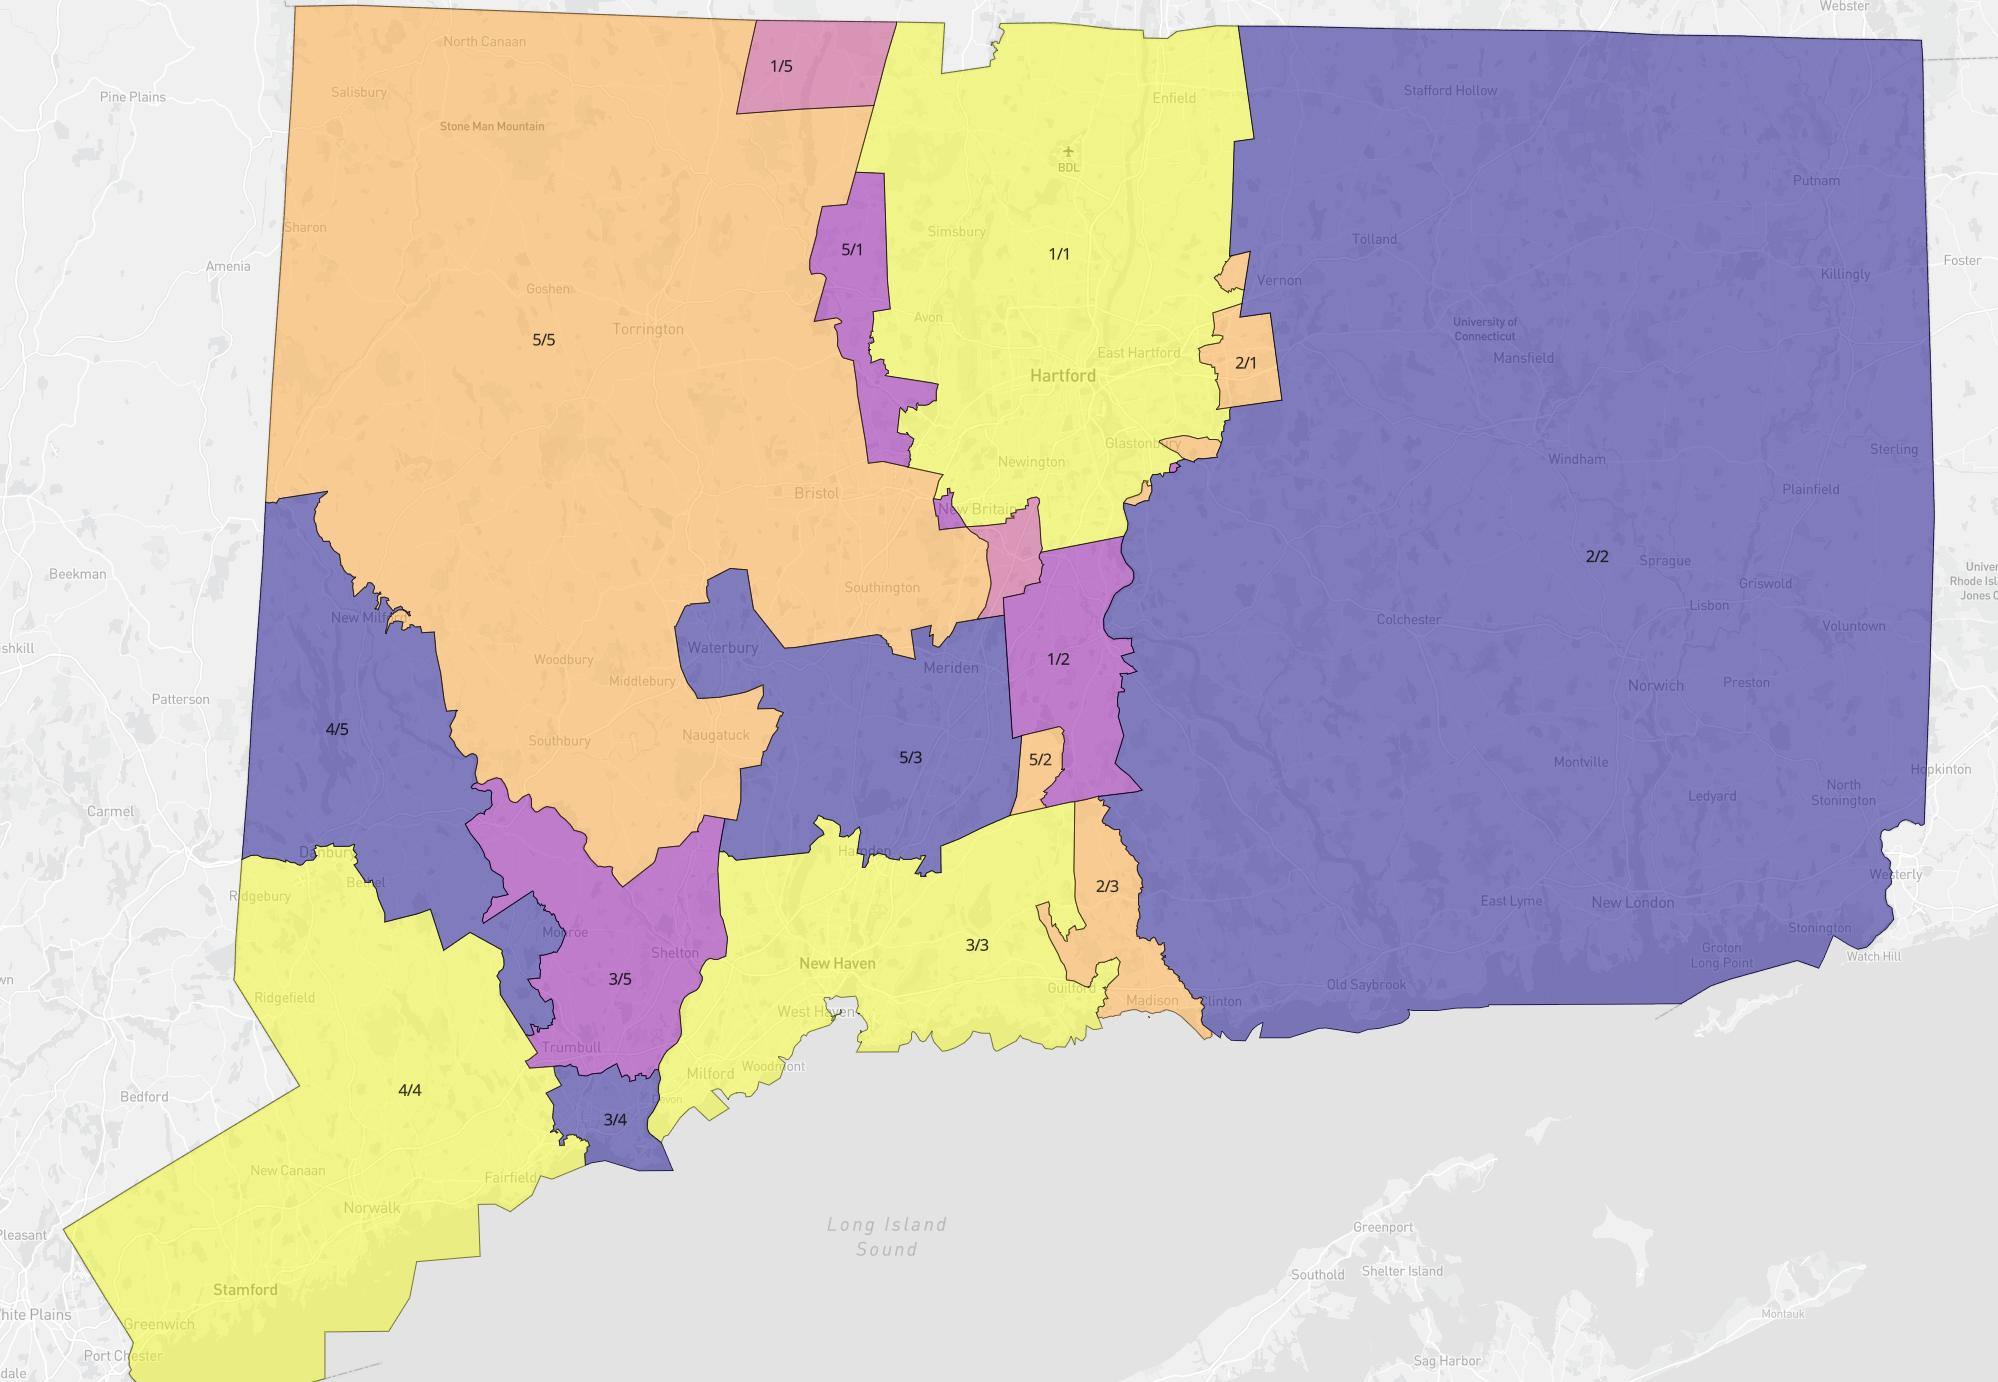 Webster
North Canaan
1/5
Salisbury
Pine Plains
Stafford Hollow
Enfield
Stone Man Mountain
BDL
Putnam
Sharon
Simsbury
Tolland
5/1
1/1
Foster
Amenia
Killingly
Vernon
Goshen
Avon
University of
Connecticut
Torrington
5/5
East Hartford
Mansfield
2/1
Hartford
Glastonbury
Sterling
Newington
Windham
Bristol
Plainfield
New Britain
2/2
Sprague
Beekman
Univer
Rhode Isl
Jones C
Southington
Griswold
Lisbon
New Milford
Colchester
Voluntown
shkill
Waterbury
Woodbury
1/2
Meriden
Middlebury
Norwich
Preston
Patterson
4/5
Naugatuck
Southbury
5/3
5/2
Montville
Hopkinton
North
Stonington
Ledyard
Carmel
Danbury
Hamden
Bethel
2/3
Westerly
Ridgebury
East Lyme
New London
Monroe
Stonington
3/3
Shelton
Groton
Long Point
Watch Hill
New Haven
wn
3/5
Guilford
Old Saybrook
Ridgefield
Madison
Clinton
West Haven
Trumbull
Woodmont
Milford
4/4
Bedford
Devon
3/4
New Canaan
Fairfield
Norwalk
Long Island
Sound
Greenport
Pleasant
Southold
Shelter Island
Stamford
hite Plains
Montauk
Greenwich
Port Chester
Sag Harbor
dale